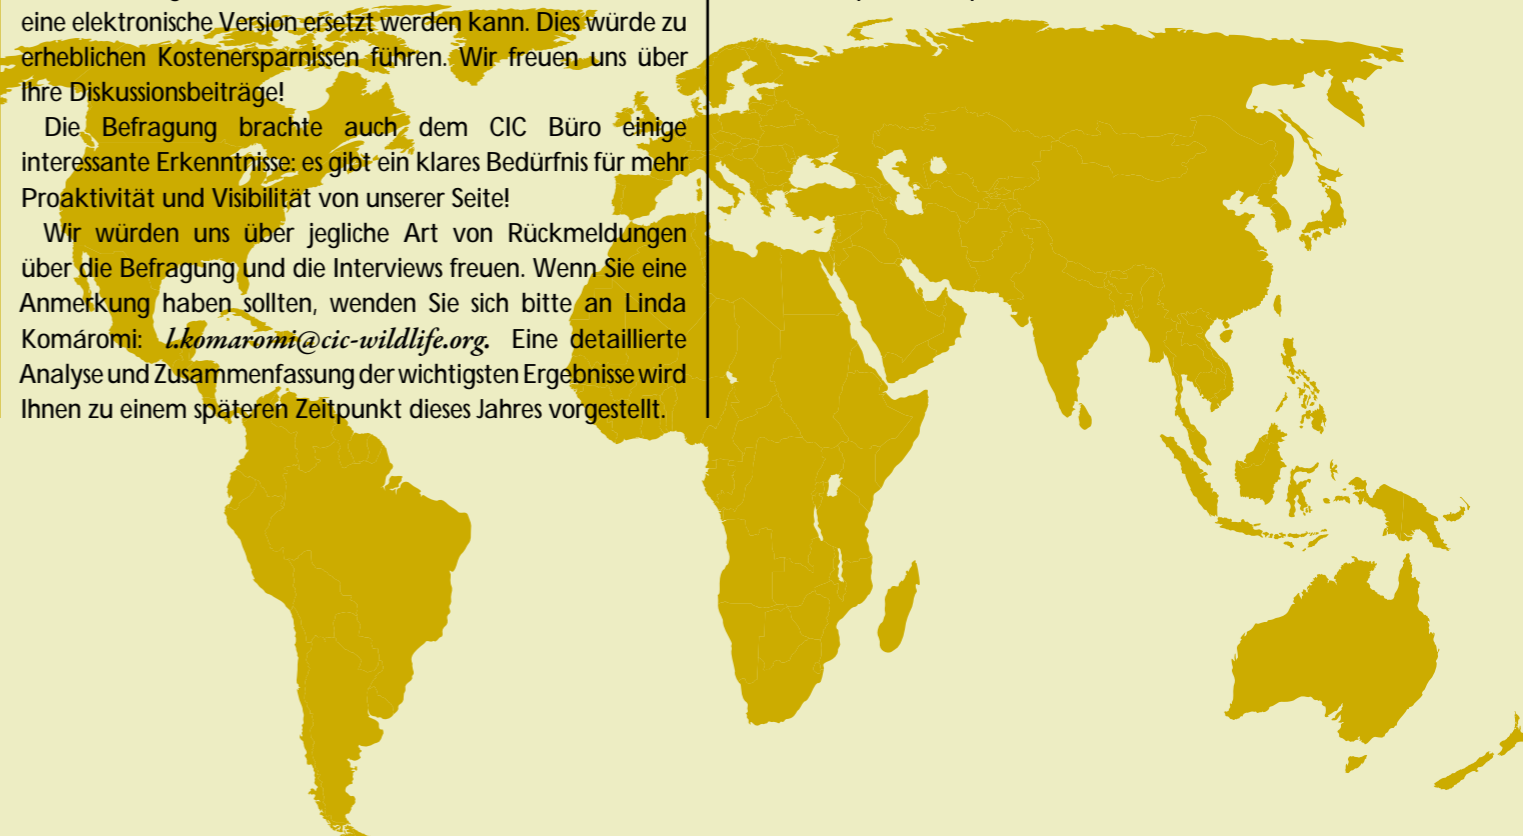 eine elektronische Version ersetzt werden kann. Dies würde zu
erheblichen Kostenersparnissen führen. Wir freuen uns über
Ihre Diskussionsbeiträge!
Die Befragung brachte auch dem CIC Büro einige
interessante Erkenntnisse: es gibt ein klares Bedürfnis für mehr
Proaktivität und Visibilität von unserer Seite!
Wir würden uns über jegliche Art von Rückmeldungen
über die Befragung und die Interviews freuen. Wenn Sie eine
Anmerkung haben sollten, wenden Sie sich bitte an Linda
Komáromi: l.komaromi@cic-wildlife.org. Eine detaillierte
Analyse und Zusammenfassung der wichtigsten Ergebnisse wird
Ihnen zu einem späteren Zeitpunkt dieses Jahres vorgestellt.